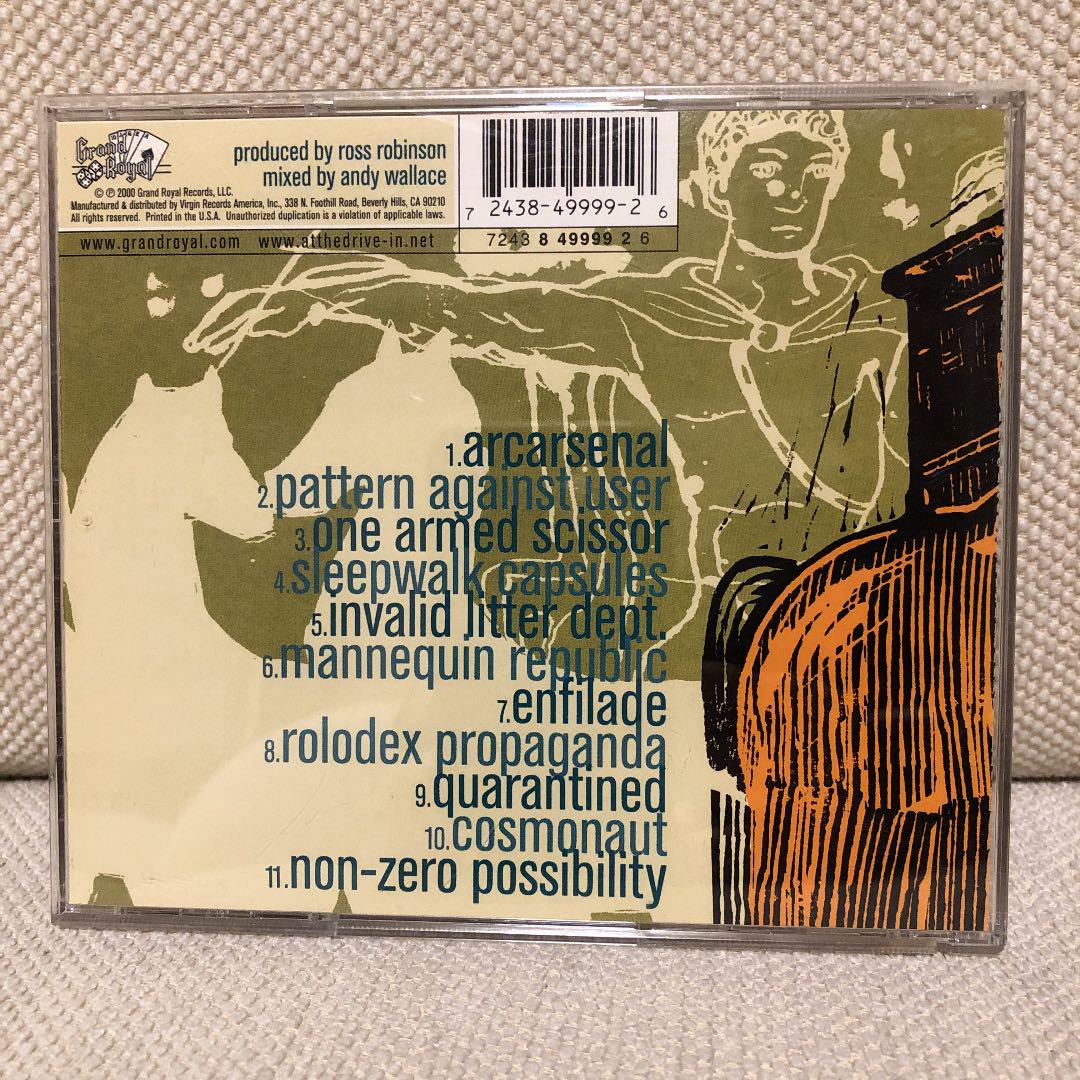 Grand Royal
produced by ross robinson
mixed by andy wallace
© ℗ 2000 Grand Royal Records, LLC.
Manufactured & distributed by Virgin Records America, Inc., 338 N. Foothill Road, Beverly Hills, CA 90210
All rights reserved. Printed in the U.S.A. Unauthorized duplication is a violation of applicable laws.
7 2438-49999-2 6
www.grandroyal.com www.atthedrive-in.net
7243 8 49999 2 6
1.arcarsenal
2.pattern against user
3.one armed scissor
4.sleepwalk capsules
5.invalid litter dept.
6.mannequin republic
7.enfilade
8.rolodex propaganda
9.quarantined
10.cosmonaut
11.non-zero possibility